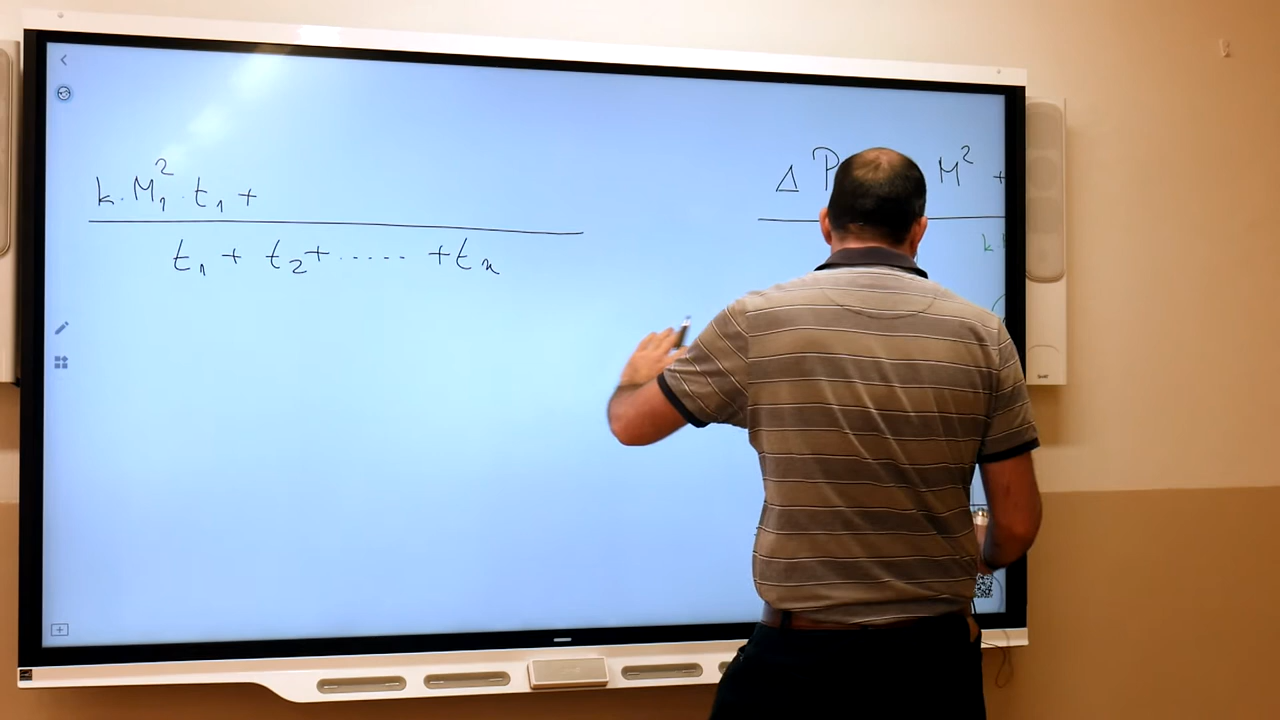 k·M₁²·t₁ +
t₁ + t₂ + ..... + tₙ
Δ P M² +
k.